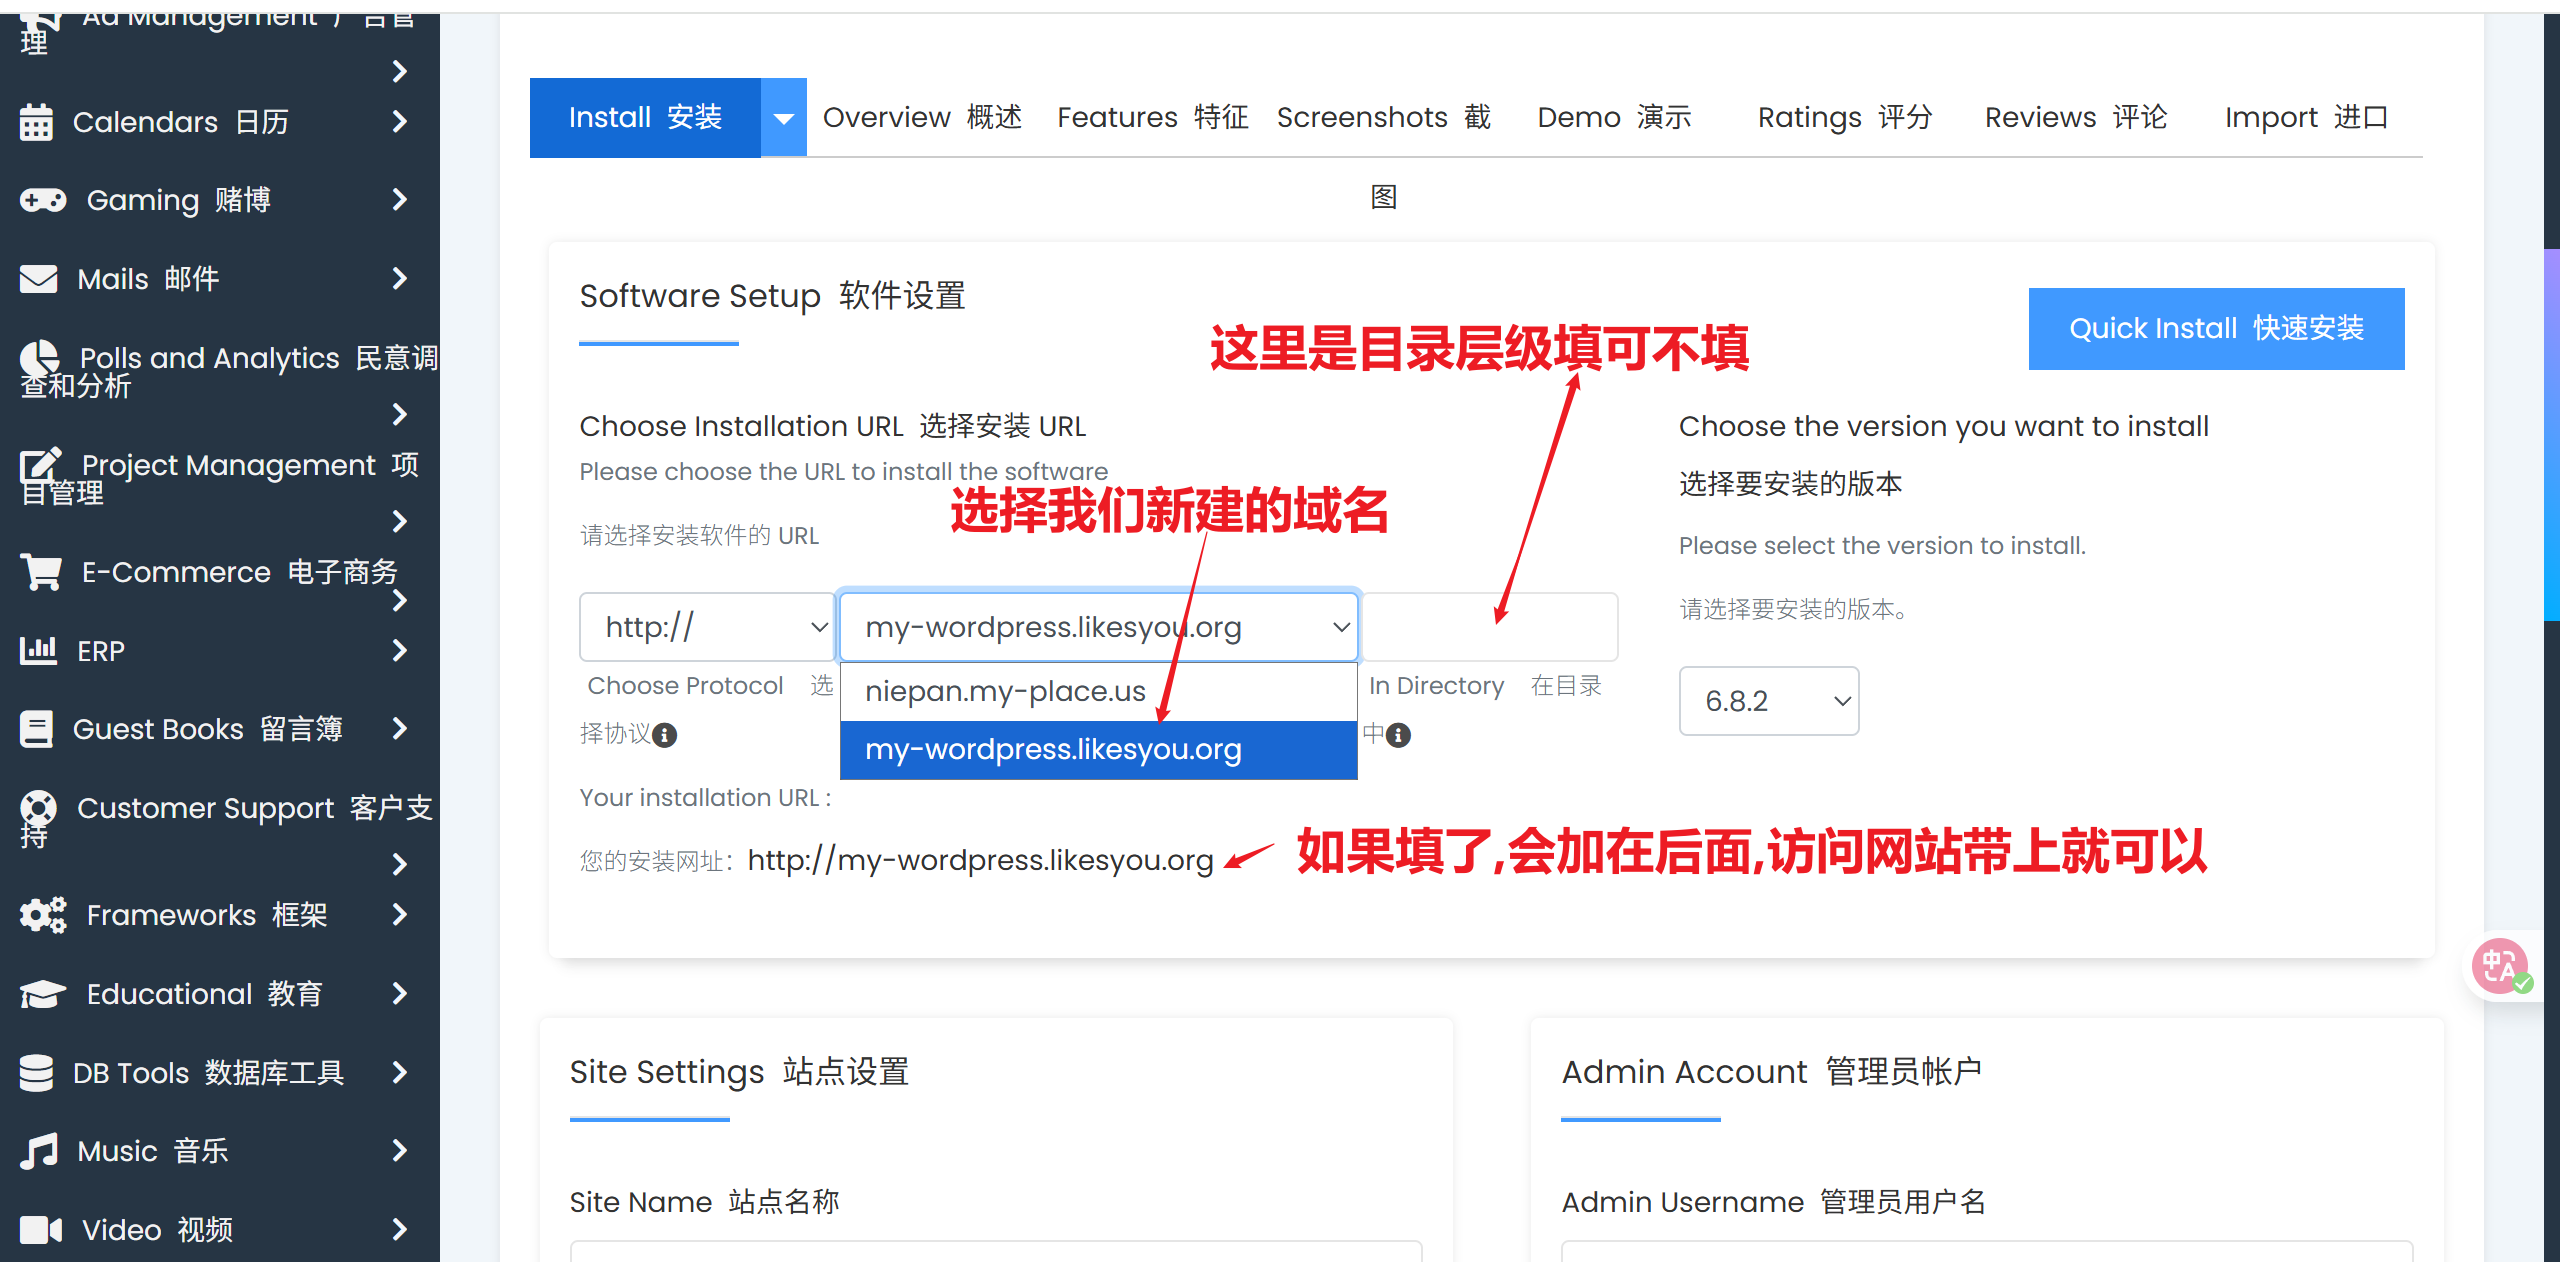 Ad Management 广告管
理
Calendars 日历
Gaming 赌博
Mails 邮件
Polls and Analytics 民意调
查和分析
Project Management 项
目管理
E-Commerce 电子商务
ERP
Guest Books 留言簿
Customer Support 客户支
持
Frameworks 框架
Educational 教育
DB Tools 数据库工具
Music 音乐
Video 视频
Install 安装
Overview 概述
Features 特征
Screenshots 截
图
Demo 演示
Ratings 评分
Reviews 评论
Import 进口
Software Setup 软件设置
这里是目录层级填可不填
Quick Install 快速安装
Choose Installation URL 选择安装 URL
Please choose the URL to install the software
选择我们新建的域名
请选择安装软件的 URL
http://
my-wordpress.likesyou.org
Choose Protocol 选
择协议
niepan.my-place.us
my-wordpress.likesyou.org
In Directory 在目录
中
Your installation URL :
您的安装网址：http://my-wordpress.likesyou.org
如果填了,会加在后面,访问网站带上就可以
Choose the version you want to install
选择要安装的版本
Please select the version to install.
请选择要安装的版本。
6.8.2
Site Settings 站点设置
Site Name 站点名称
Admin Account 管理员帐户
Admin Username 管理员用户名